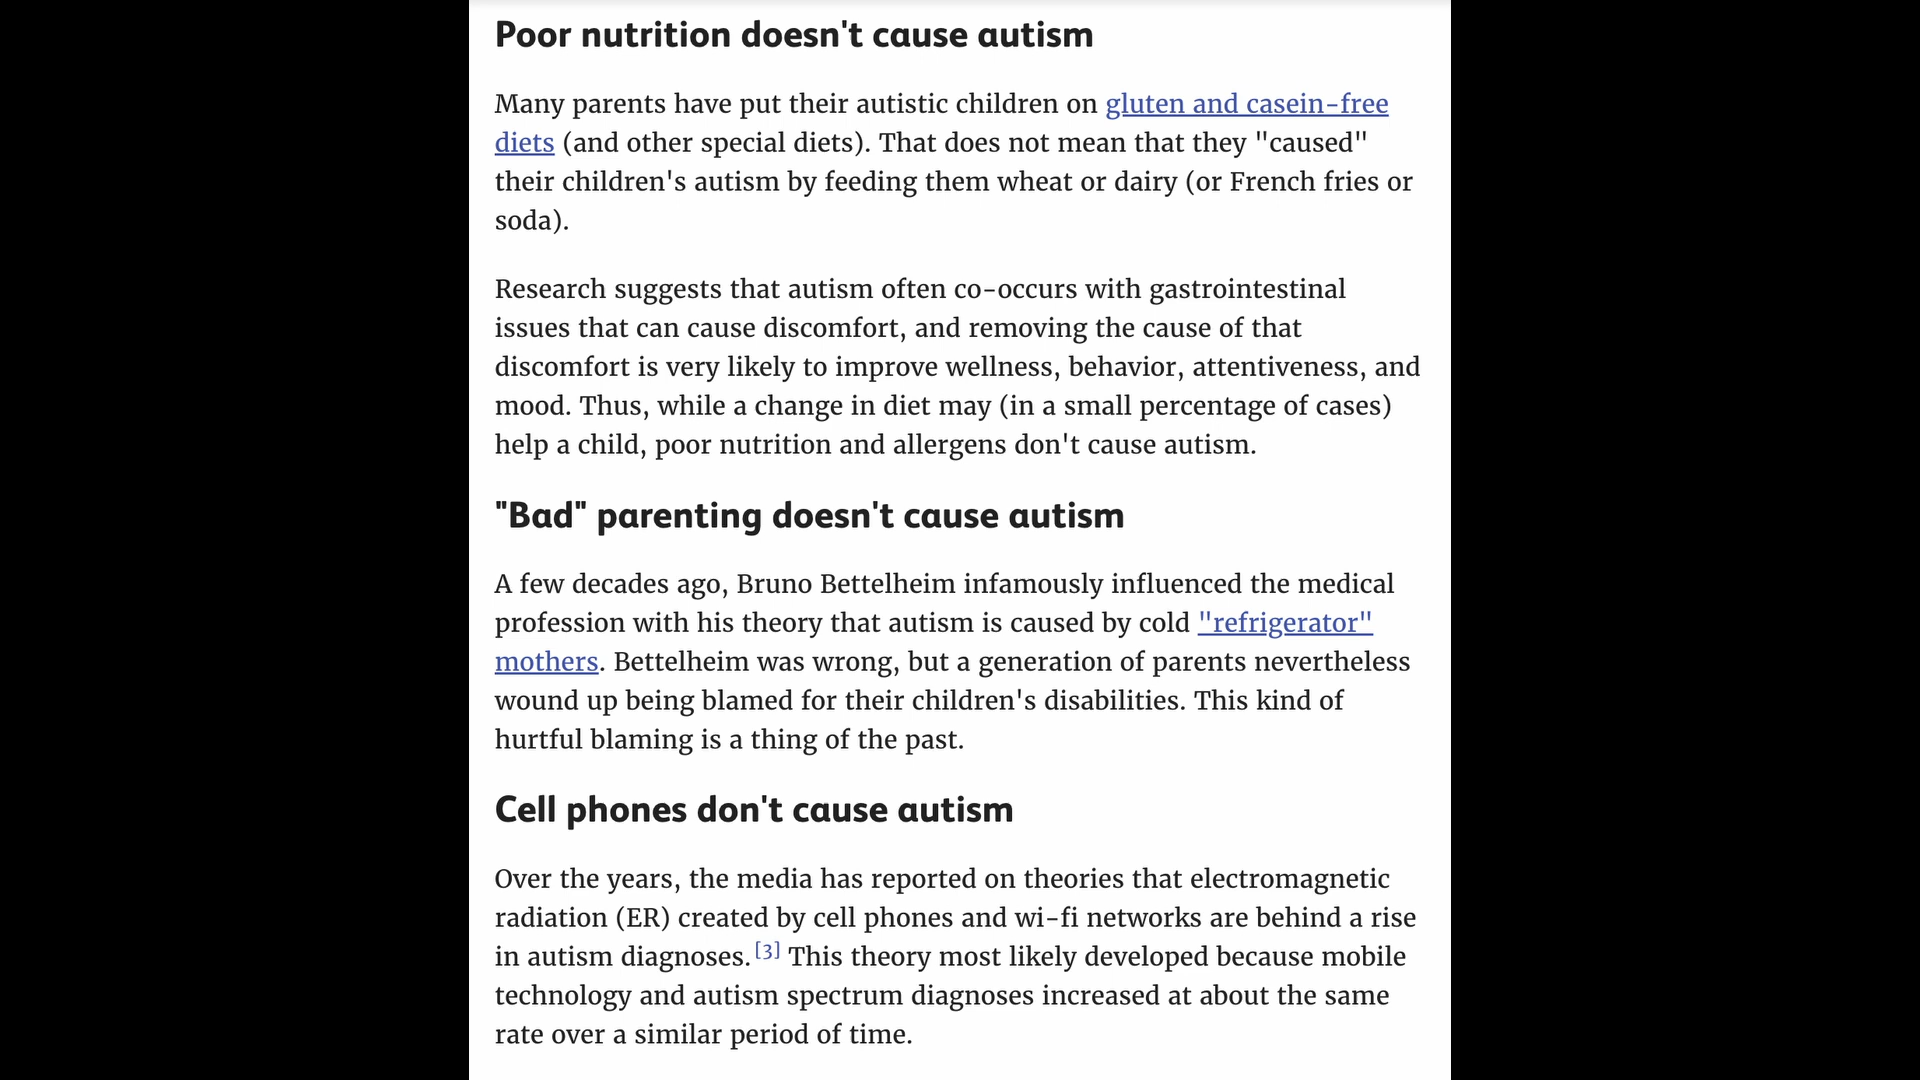 Poor nutrition doesn't cause autism
Many parents have put their autistic children on gluten and casein-free
diets (and other special diets). That does not mean that they "caused"
their children's autism by feeding them wheat or dairy (or French fries or
soda).
Research suggests that autism often co-occurs with gastrointestinal
issues that can cause discomfort, and removing the cause of that
discomfort is very likely to improve wellness, behavior, attentiveness, and
mood. Thus, while a change in diet may (in a small percentage of cases)
help a child, poor nutrition and allergens don't cause autism.
"Bad" parenting doesn't cause autism
A few decades ago, Bruno Bettelheim infamously influenced the medical
profession with his theory that autism is caused by cold "refrigerator"
mothers. Bettelheim was wrong, but a generation of parents nevertheless
wound up being blamed for their children's disabilities. This kind of
hurtful blaming is a thing of the past.
Cell phones don't cause autism
Over the years, the media has reported on theories that electromagnetic
radiation (ER) created by cell phones and wi-fi networks are behind a rise
in autism diagnoses. [3] This theory most likely developed because mobile
technology and autism spectrum diagnoses increased at about the same
rate over a similar period of time.